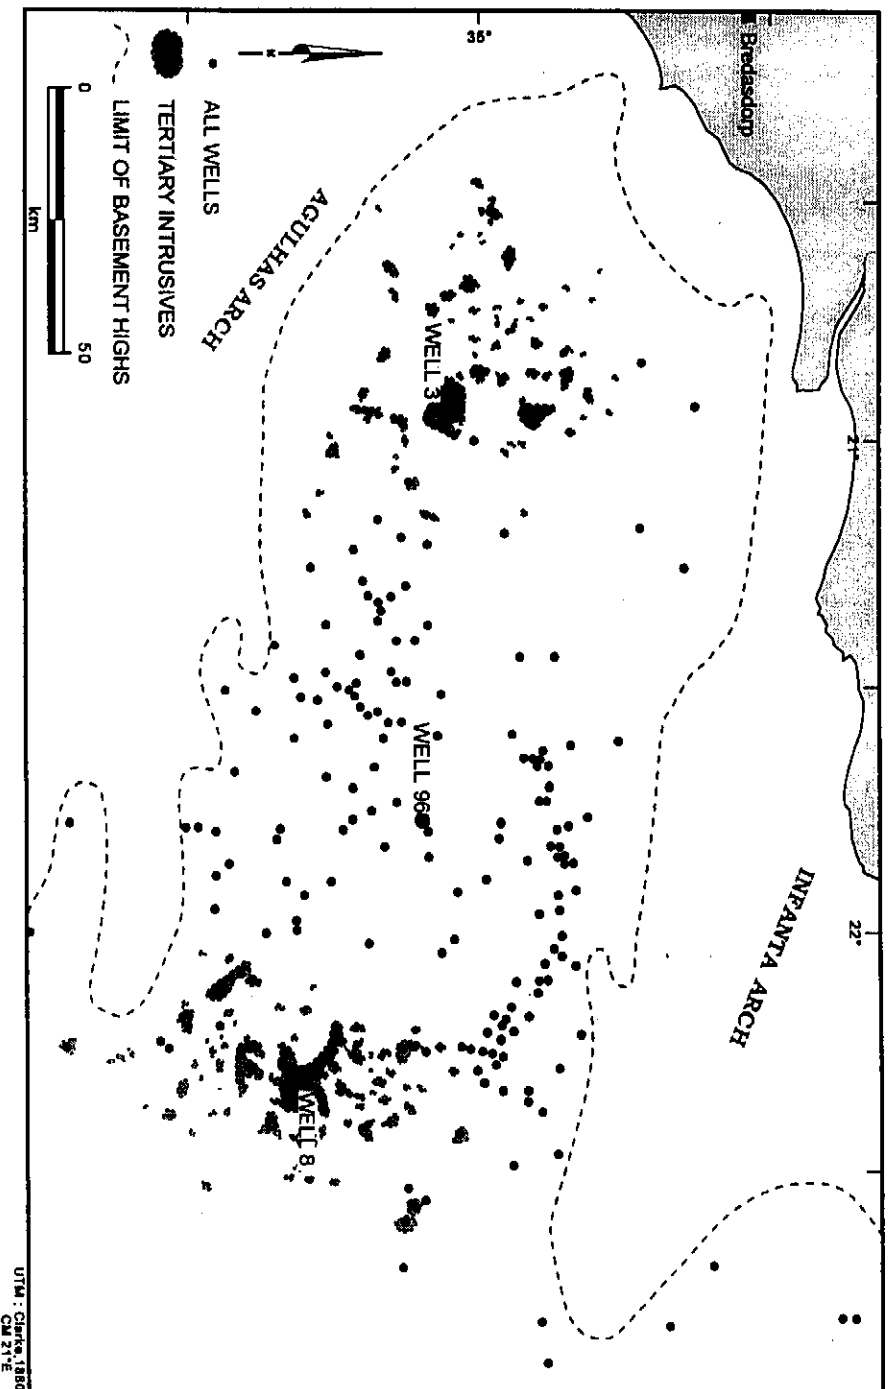 Bredasdorp
21°
22°
35°
INFANTA ARCH
WELL 3
WELL 96
WELL 8
AGULHAS ARCH
ALL WELLS
TERTIARY INTRUSIVES
LIMIT OF BASEMENT HIGHS
0
50
km
UTM : Clarke, 1880
CM 21°E